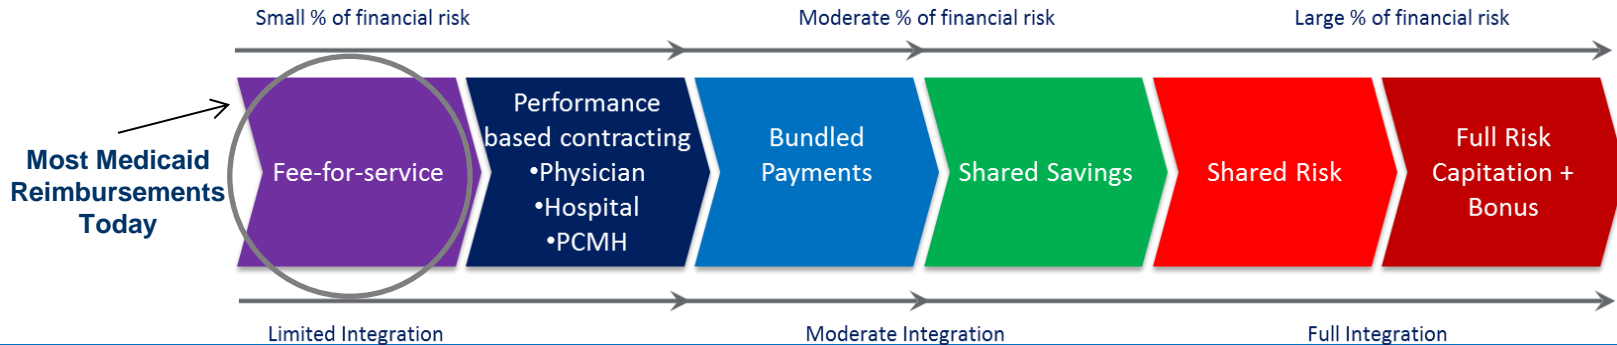 Small % of financial risk
Moderate % of financial risk
Large % of financial risk
Most Medicaid
Reimbursements
Today
Fee-for-service
Performance
based contracting
•Physician
•Hospital
•PCMH
Bundled
Payments
Shared Savings
Shared Risk
Full Risk
Capitation +
Bonus
Limited Integration
Moderate Integration
Full Integration